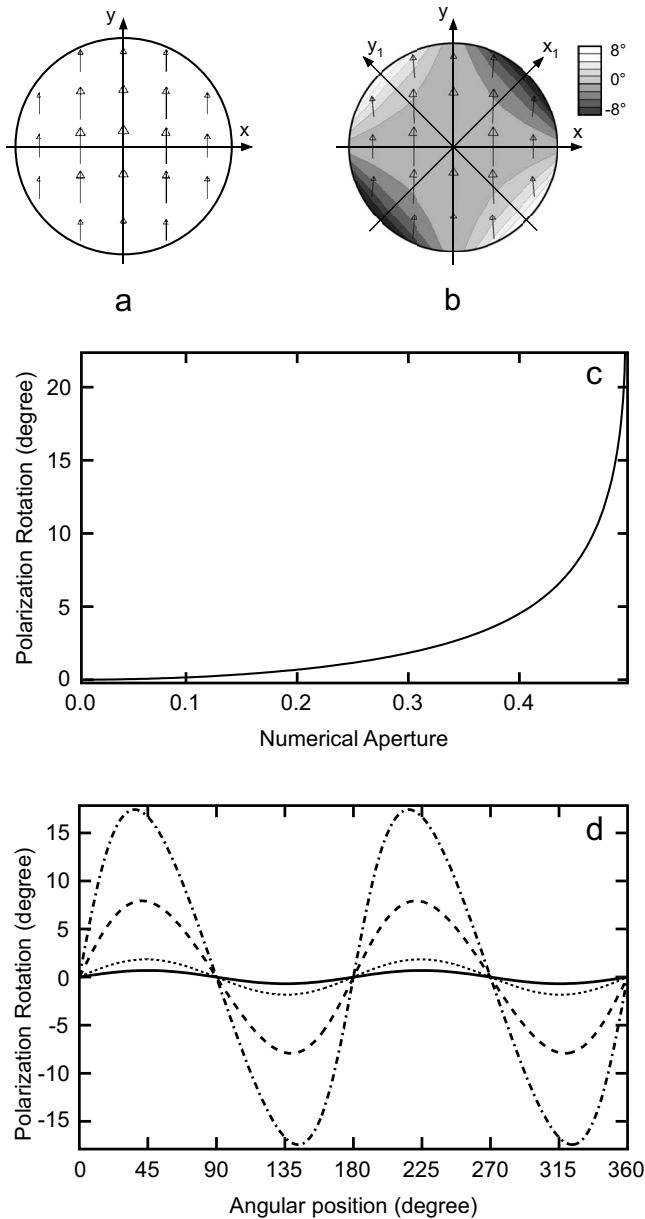 y
x
a
y1
y
x1
x
8°
0°
-8°
b
c
Polarization Rotation (degree)
20
15
10
5
0
0.0 0.1 0.2 0.3 0.4
Numerical Aperture
d
Polarization Rotation (degree)
15
10
5
0
-5
-10
-15
0 45 90 135 180 225 270 315 360
Angular position (degree)